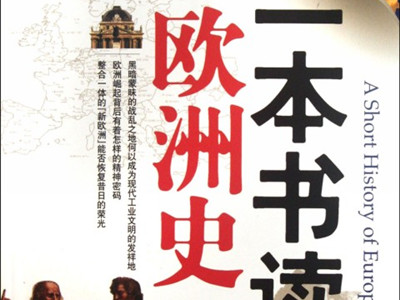 一本书读
欧洲史
黑暗蒙昧的战乱之地何以成为现代工业文明的发祥地
欧洲崛起背后有着怎样的精神密码
整合一体的「新欧洲」能否恢复昔日的荣光
A Short History of Europ